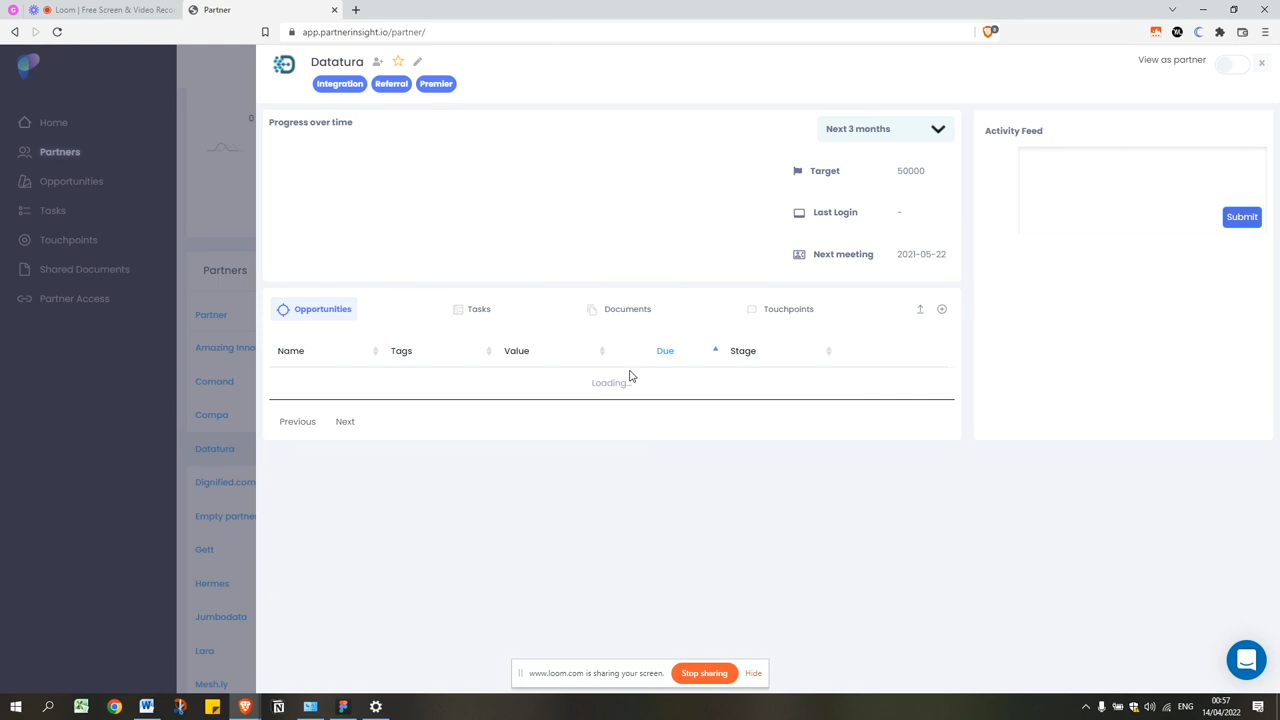 Loom | Free Screen & Video Recor
Partner
app.partnerinsight.io/partner/
Datatura
View as partner
Integration Referral Premier
Home
Partners
Opportunities
Tasks
Touchpoints
Shared Documents
Partner Access
0
Partners
Partner
Amazing Inno
Comand
Compa
Datatura
Dignified.com
Empty partne
Gett
Hermes
Jumbodata
Lara
Mesh.ly
Progress over time
Next 3 months
Target 50000
Last Login -
Next meeting 2021-05-22
Activity Feed
Submit
Opportunities Tasks Documents Touchpoints
Name Tags Value Due Stage
Loading...
Previous Next
www.loom.com is sharing your screen. Stop sharing Hide
00:57
14/04/2022